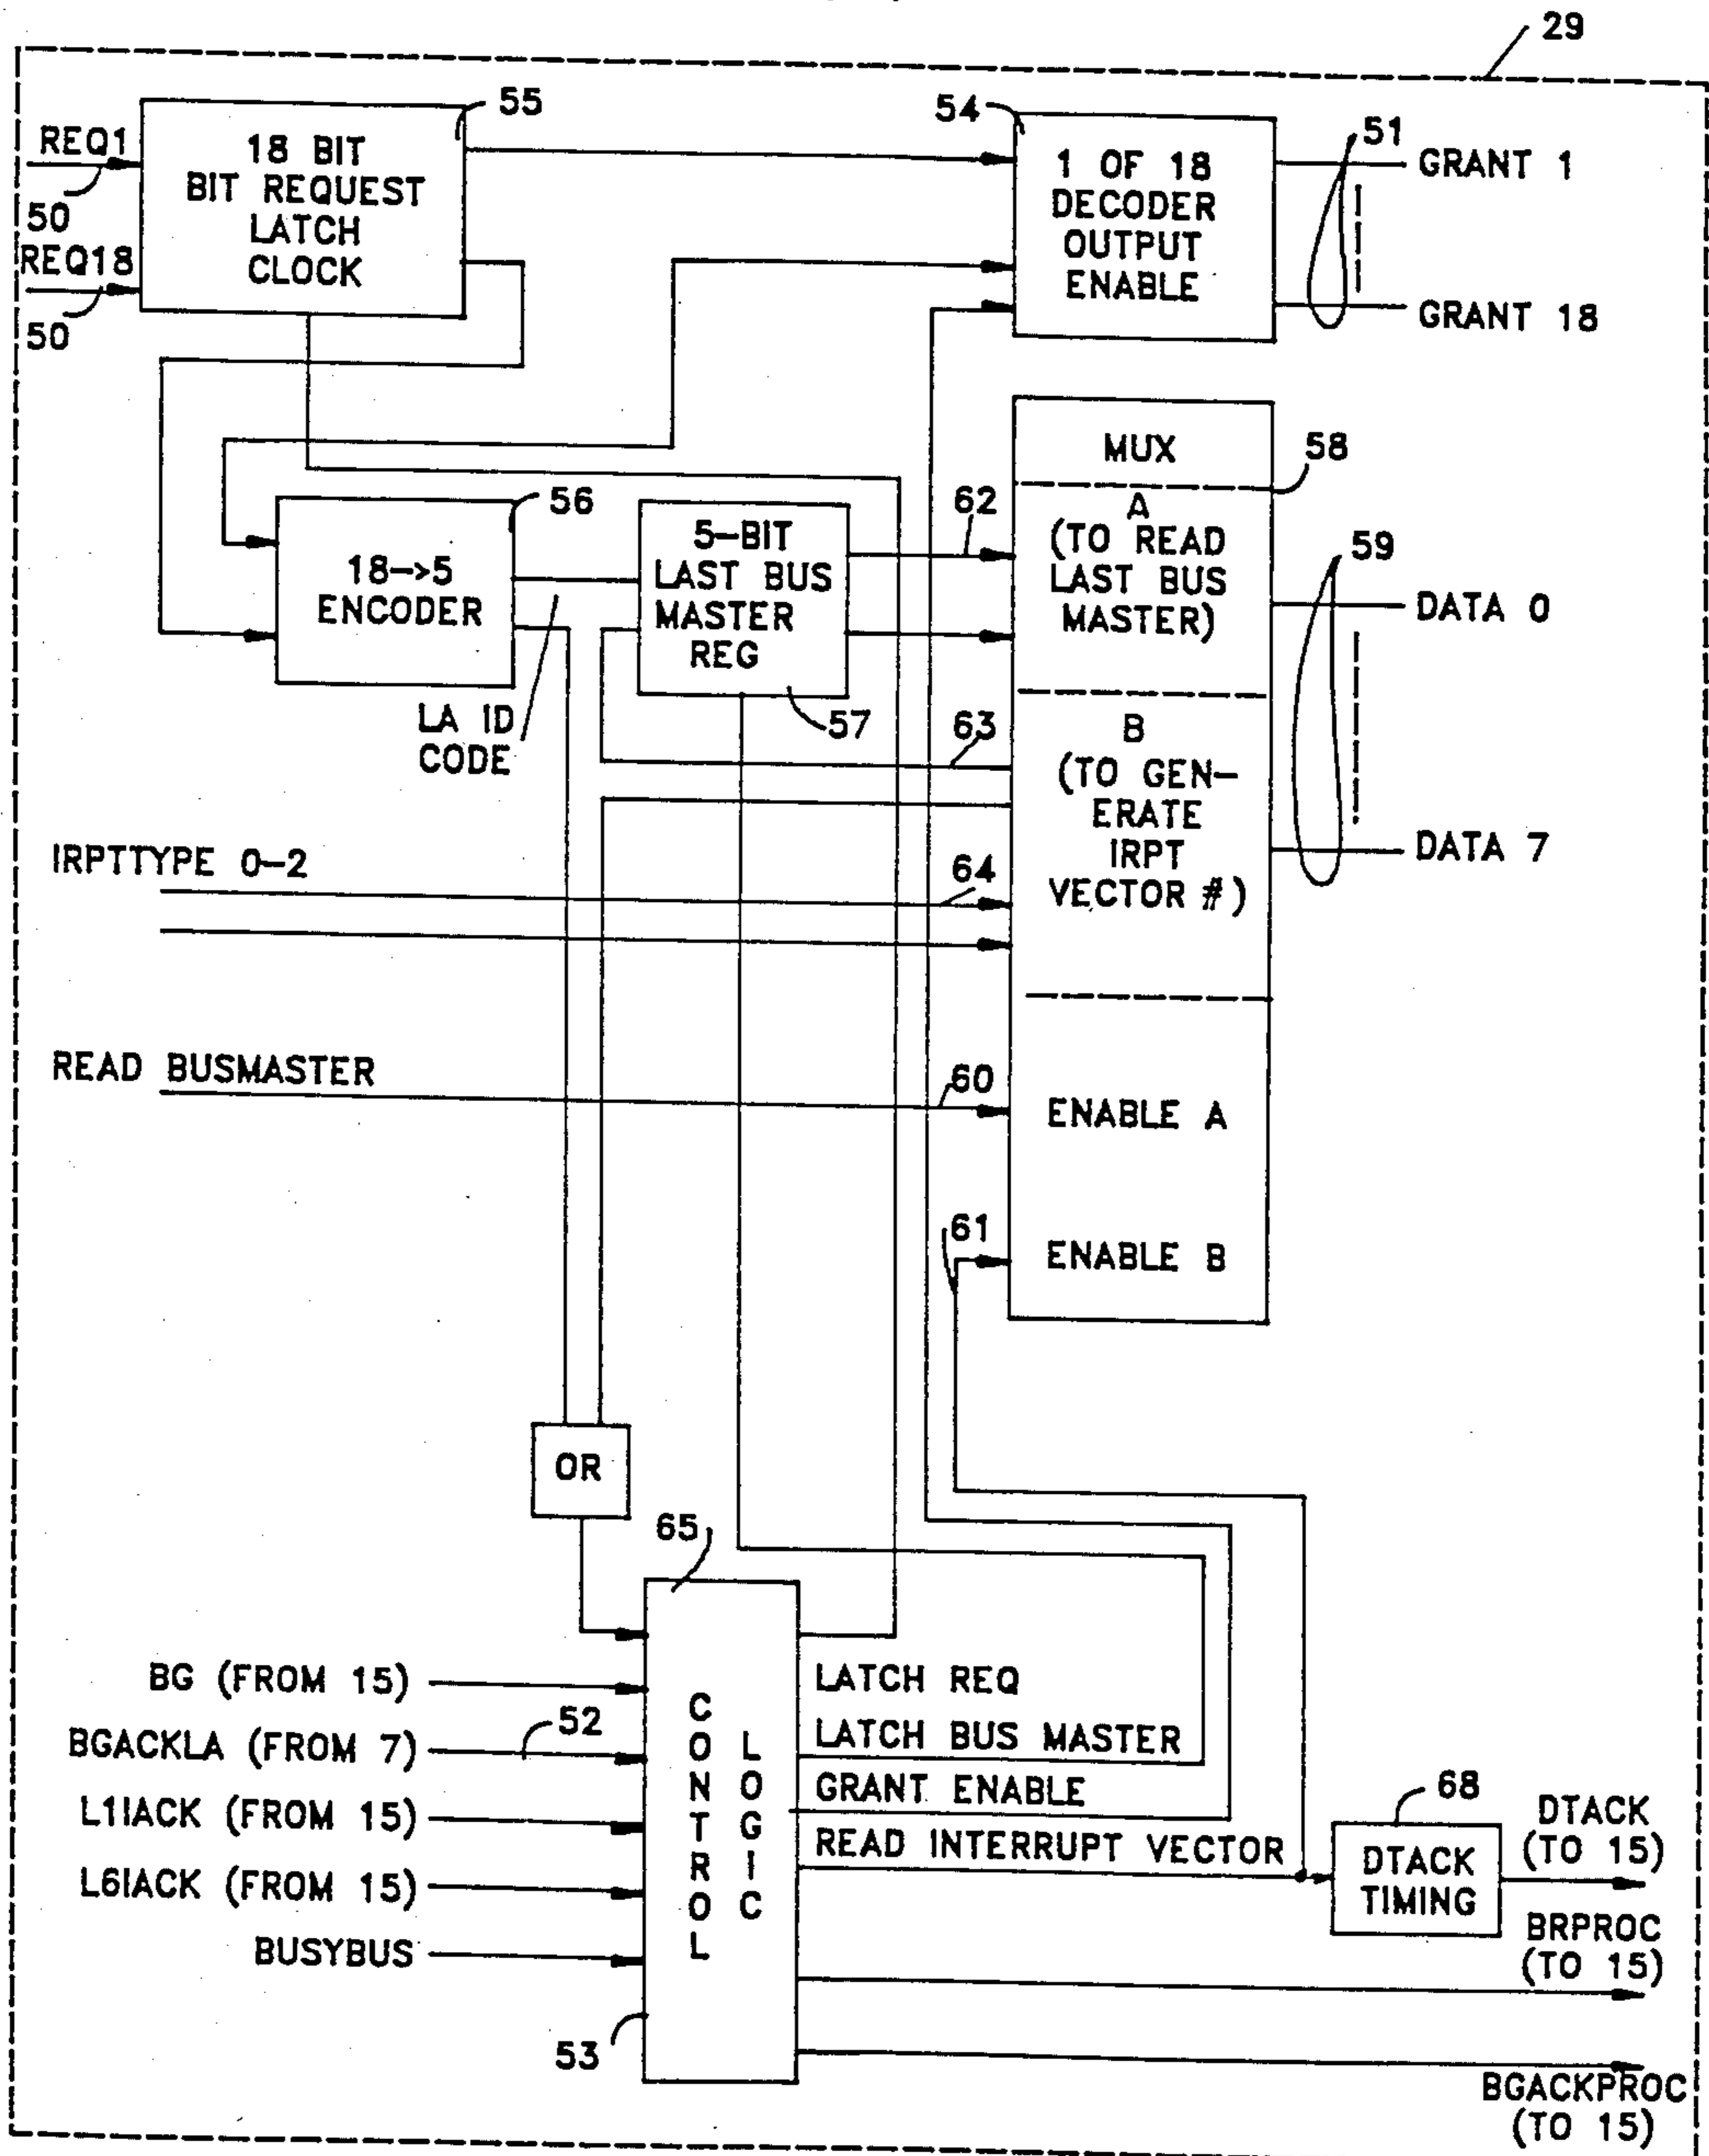 29
55
54
51
REQ1
50
REQ18
50
18 BIT
BIT REQUEST
LATCH
CLOCK
1 OF 18
DECODER
OUTPUT
ENABLE
GRANT 1
GRANT 18
56
18->5
ENCODER
LA ID
CODE
5-BIT
LAST BUS
MASTER
REG
57
62
63
MUX
58
A
(TO READ
LAST BUS
MASTER)
B
(TO GEN-
ERATE
IRPT
VECTOR #)
59
DATA 0
DATA 7
IRPTTYPE 0-2
64
READ BUSMASTER
60
ENABLE A
61
ENABLE B
OR
65
CONTROL
LOGIC
BG (FROM 15)
BGACKLA (FROM 7)
52
L1IACK (FROM 15)
L6IACK (FROM 15)
BUSYBUS
53
LATCH REQ
LATCH BUS MASTER
GRANT ENABLE
READ INTERRUPT VECTOR
68
DTACK
TIMING
DTACK
(TO 15)
BRPROC
(TO 15)
BGACKPROC
(TO 15)